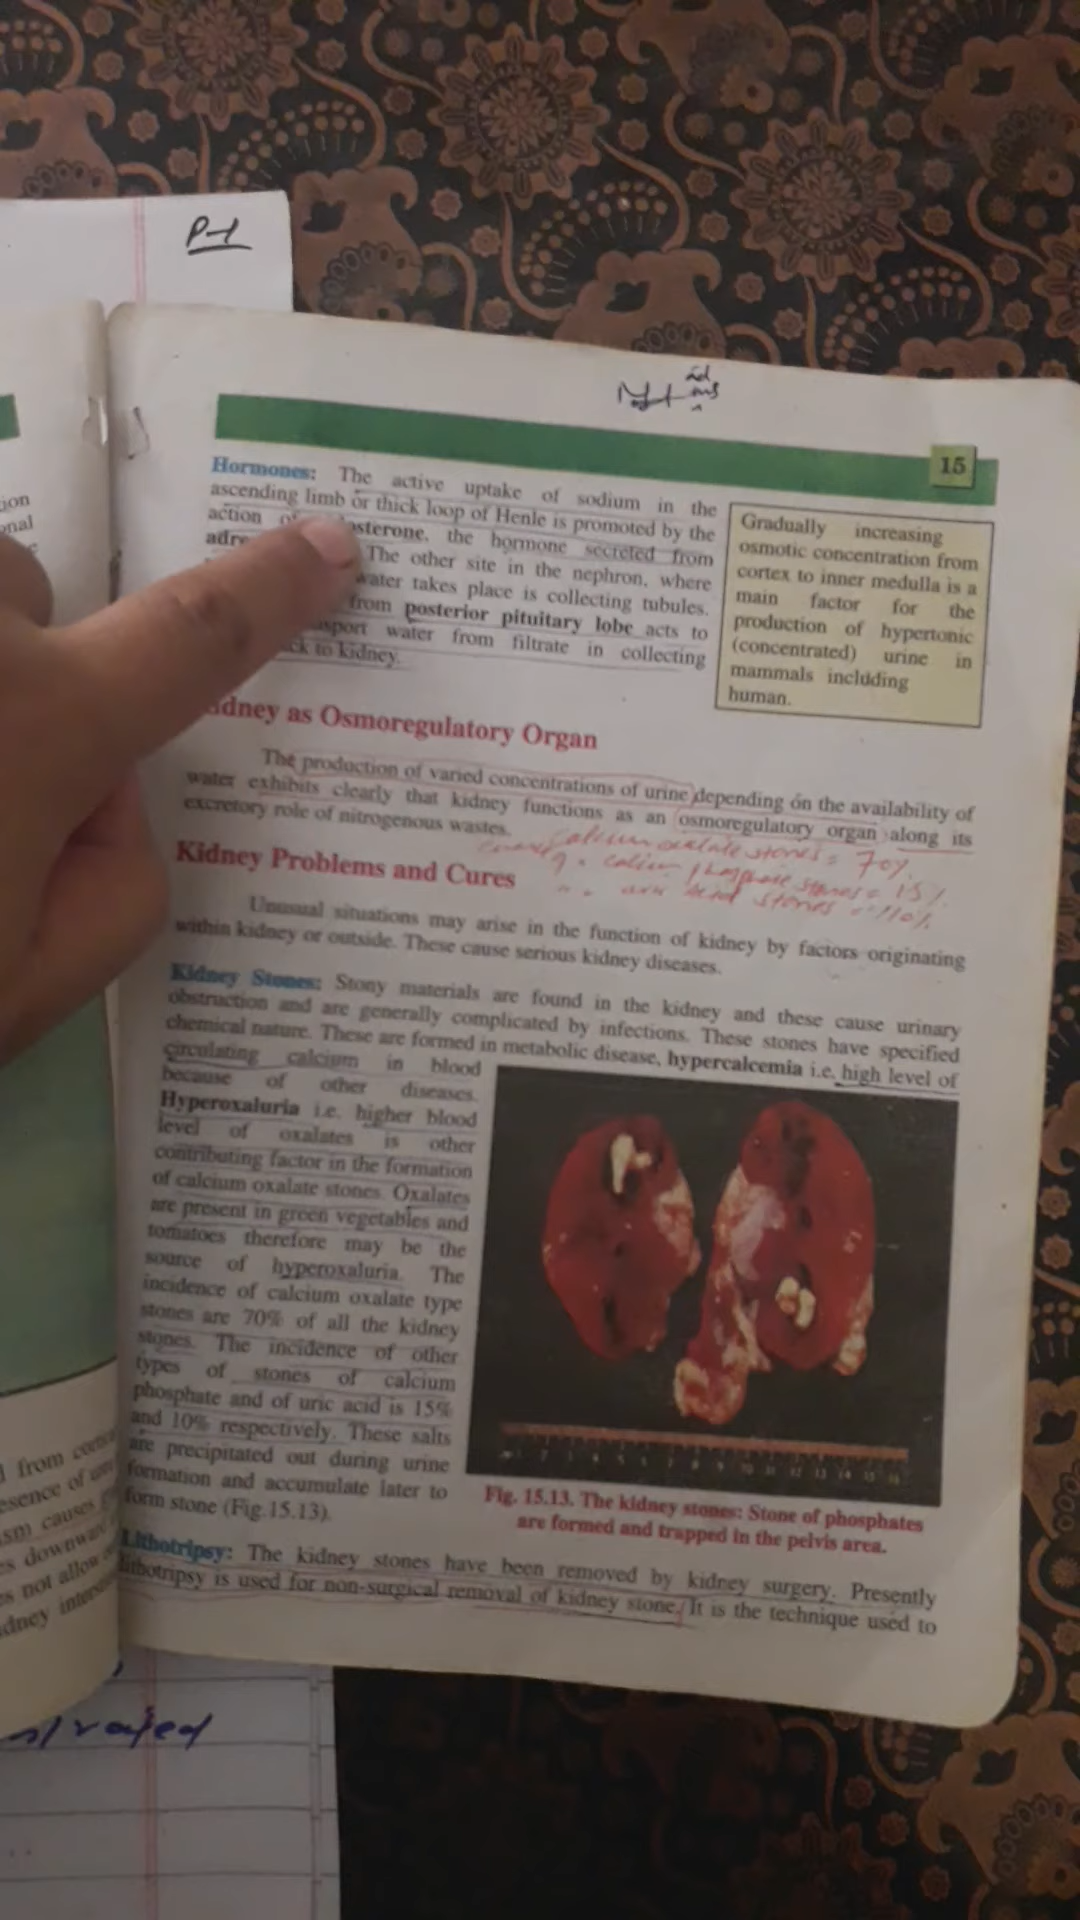 P-1
15
Hormones: The active uptake of sodium in the
ascending limb or thick loop of Henle is promoted by the
action of sterone, the hormone secreted from
adre The other site in the nephron, where
water takes place is collecting tubules.
from posterior pituitary lobe acts to
sport water from filtrate in collecting
ck to kidney.
Gradually increasing
osmotic concentration from
cortex to inner medulla is a
main factor for the
production of hypertonic
(concentrated) urine in
mammals including
human.
dney as Osmoregulatory Organ
The production of varied concentrations of urine depending on the availability of
water exhibits clearly that kidney functions as an osmoregulatory organ along its
excretory role of nitrogenous wastes.
Calcium oxalate stones = 70%
calcium phosphate stones = 15%
acid stones = 10%
Kidney Problems and Cures
Unusual situations may arise in the function of kidney by factors originating
within kidney or outside. These cause serious kidney diseases.
Kidney Stones: Stony materials are found in the kidney and these cause urinary
obstruction and are generally complicated by infections. These stones have specified
chemical nature. These are formed in metabolic disease, hypercalcemia i.e. high level of
circulating calcium in blood
because of other diseases.
Hyperoxaluria i.e. higher blood
level of oxalates is other
contributing factor in the formation
of calcium oxalate stones. Oxalates
are present in green vegetables and
tomatoes therefore may be the
source of hyperoxaluria. The
incidence of calcium oxalate type
stones are 70% of all the kidney
stones. The incidence of other
types of stones of calcium
phosphate and of uric acid is 15%
and 10% respectively. These salts
are precipitated out during urine
formation and accumulate later to
form stone (Fig.15.13).
Fig. 15.13. The kidney stones: Stone of phosphates
are formed and trapped in the pelvis area.
Lithotripsy: The kidney stones have been removed by kidney surgery. Presently
lithotripsy is used for non-surgical removal of kidney stone. It is the technique used to
ion
onal
from
esence of
sm causes
s downward
s not allow
dney